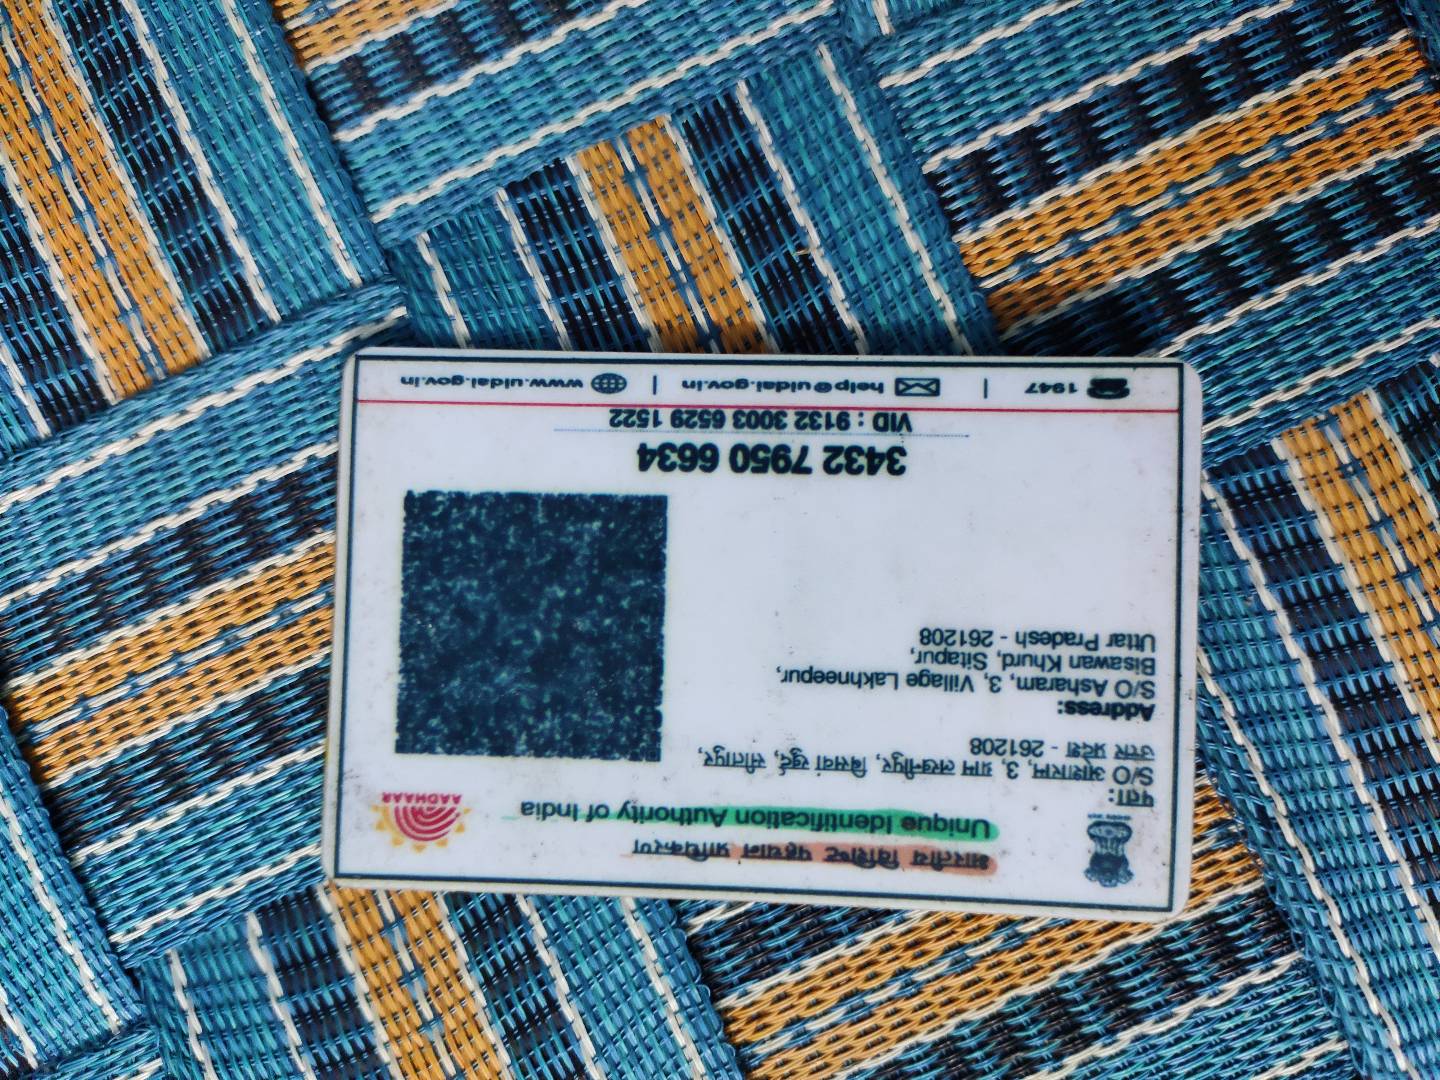 भारतीय विशिष्ट पहचान प्राधिकरण
Unique Identification Authority of India
AADHAAR
पता:
S/O आशाराम, 3, ग्राम लखनीपुर, बिसवां खुर्द, सीतापुर,
उत्तर प्रदेश - 261208
Address:
S/O Asharam, 3, Village Lakhneepur,
Bisawan Khurd, Sitapur,
Uttar Pradesh - 261208
3432 7950 6634
VID : 9132 3003 6529 1522
1947 | help@uidai.gov.in | www.uidai.gov.in